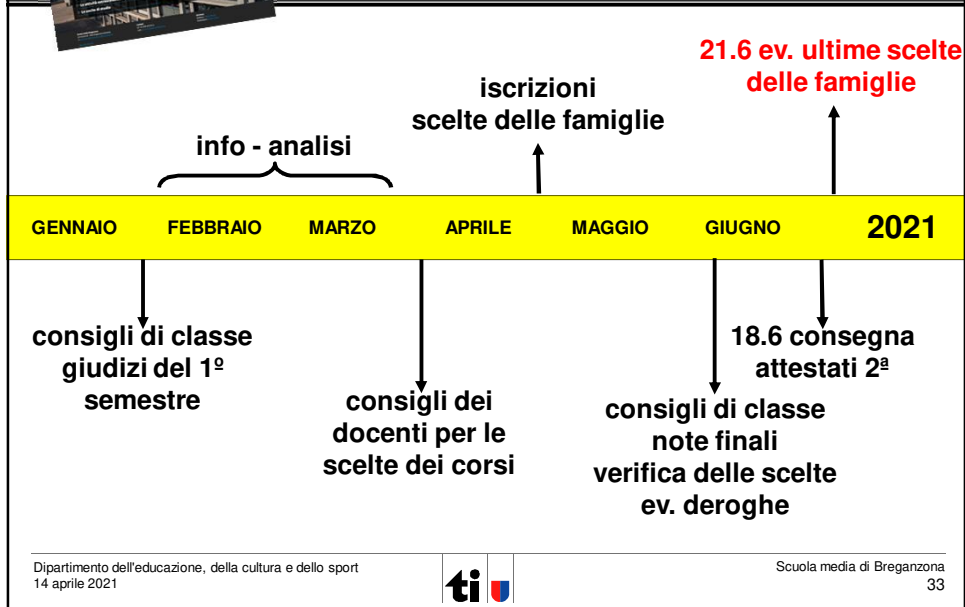 21.6 ev. ultime scelte
delle famiglie
iscrizioni
scelte delle famiglie
info - analisi
GENNAIO FEBBRAIO MARZO APRILE MAGGIO GIUGNO 2021
consigli di classe
giudizi del 1º
semestre
consigli dei
docenti per le
scelte dei corsi
consigli di classe
note finali
verifica delle scelte
ev. deroghe
18.6 consegna
attestati 2ª
Dipartimento dell'educazione, della cultura e dello sport
14 aprile 2021
ti
Scuola media di Breganzona
33